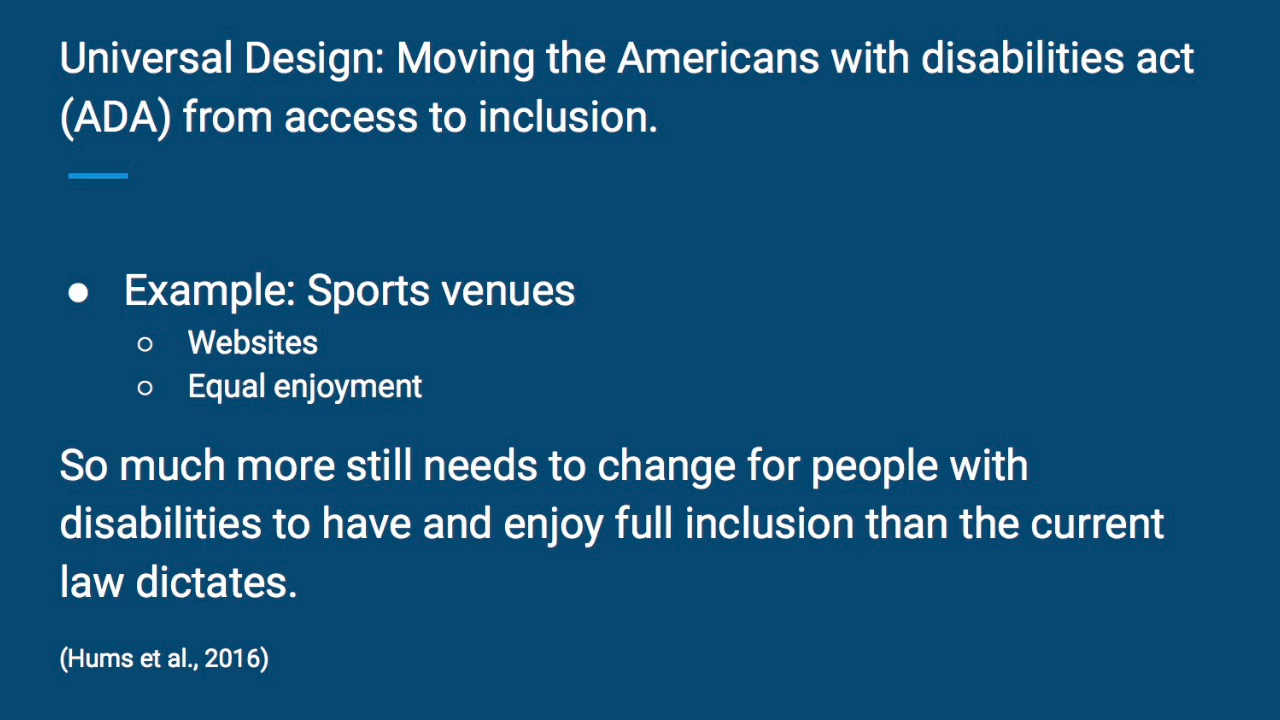 Universal Design: Moving the Americans with disabilities act
(ADA) from access to inclusion.
● Example: Sports venues
○ Websites
○ Equal enjoyment
So much more still needs to change for people with
disabilities to have and enjoy full inclusion than the current
law dictates.
(Hums et al., 2016)